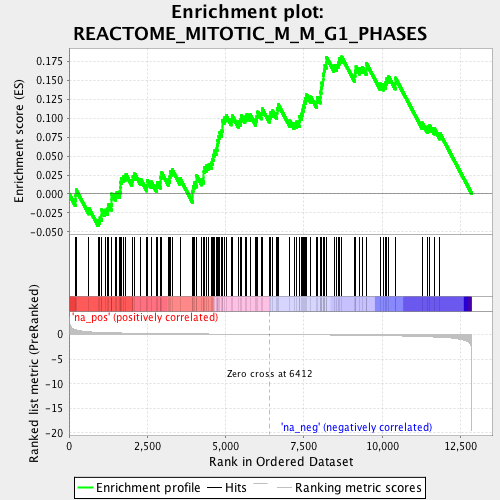 Enrichment plot:
REACTOME_MITOTIC_M_M_G1_PHASES
Enrichment score (ES)
0.175
0.150
0.125
0.100
0.075
0.050
0.025
0.000
-0.025
-0.050
'na_pos' (positively correlated)
Ranked list metric (PreRanked)
0
-5
-10
-15
-20
Zero cross at 6412
'na_neg' (negatively correlated)
0 2,500 5,000 7,500 10,000 12,500
Rank in Ordered Dataset
Enrichment profile Hits Ranking metric scores